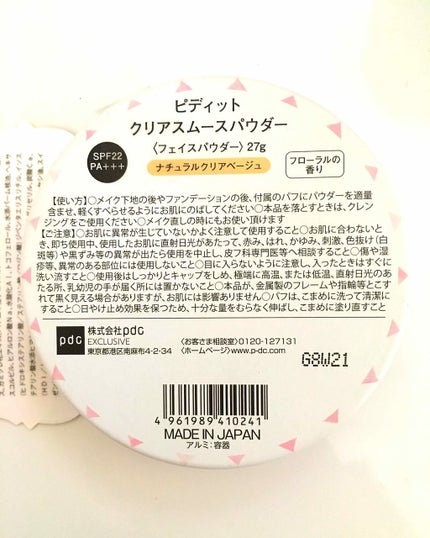 ピディット
クリアスムースパウダー
〈フェイスパウダー〉27g
SPF22
PA+++
ナチュラルクリアベージュ
フローラルの
香り
【使い方】○メイク下地の後やファンデーションの後、付属のパフにパウダーを適量
含ませ、軽くすべらせるようにお肌にのばしてください○本品を落とすときは、クレン
ジングをご使用ください○メイク直しの時にもお使い頂けます
【ご注意】○お肌に異常が生じていないかよく注意して使用すること○お肌に合わないと
き、即ち使用中、使用したお肌に直射日光があたって、赤み、はれ、かゆみ、刺激、色抜け(白
斑等)や黒ずみ等の異常が出たら使用を中止し、皮フ科専門医等へ相談すること○傷や湿
疹等、異常のある部位には使用しないこと○目に入らないように注意し、入ったときはすぐに
洗い流すこと○使用後はしっかりとキャップをしめ、極端に高温、または低温、直射日光のあ
たる所、乳幼児の手が届く所には置かないこと○本品が、金属製のフレームや指輪等とこす
れて黒く見える場合がありますが、お肌には影響ありません○パフは、こまめに洗って清潔に
すること○日やけ止め効果を保つため、十分な量をむらなく伸ばし、こまめに塗り直すこと
pdc
株式会社pdc
EXCLUSIVE
東京都港区南麻布4-2-34
〈お客さま相談室〉0120-127131
〈ホームページ〉www.p-dc.com
G8W21
4 961989 410241
MADE IN JAPAN
アルミ:容器